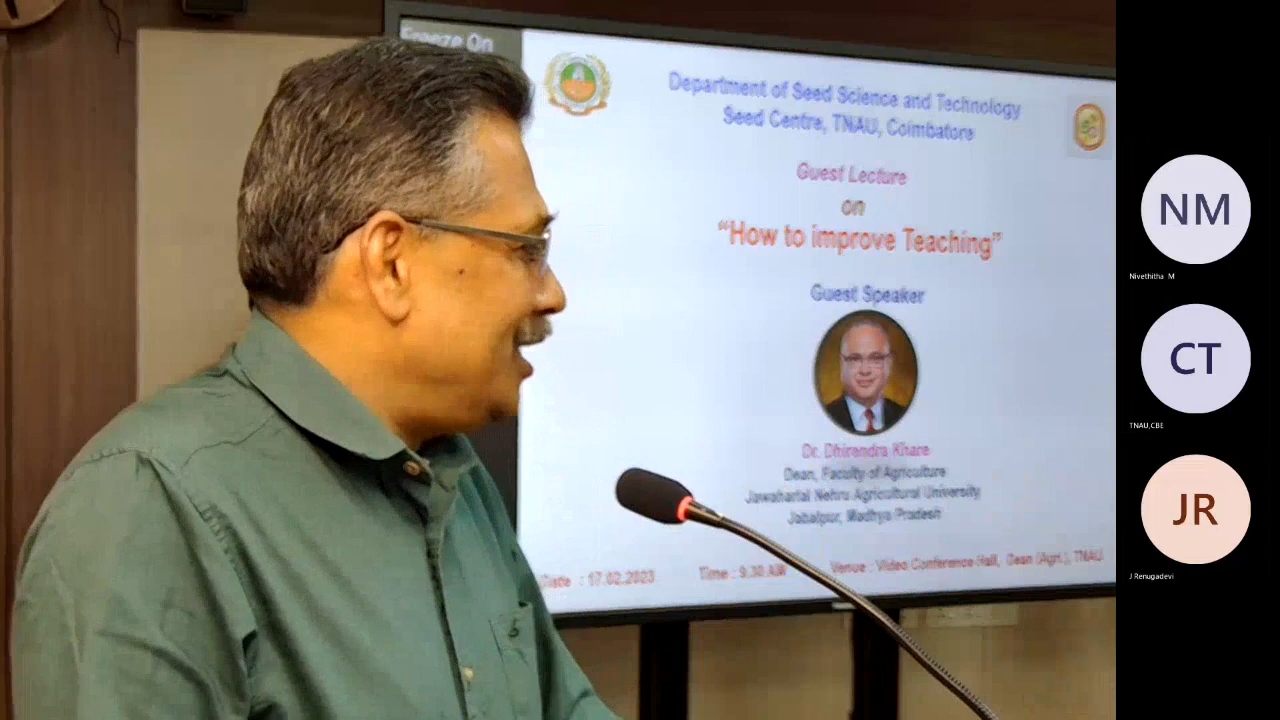 Freeze On
Department of Seed Science and Technology
Seed Centre, TNAU, Coimbatore
Guest Lecture
on
“How to improve Teaching”
Guest Speaker
Dr. Dhirendra Khare
Dean, Faculty of Agriculture
Jawaharlal Nehru Agricultural University
Jabalpur, Madhya Pradesh
Date : 17.02.2023 Time : 9.30 AM Venue : Video Conference Hall, Dean (Agri.), TNAU
NM
Nivethitha M
CT
TNAU,CBE
JR
J Renugadevi